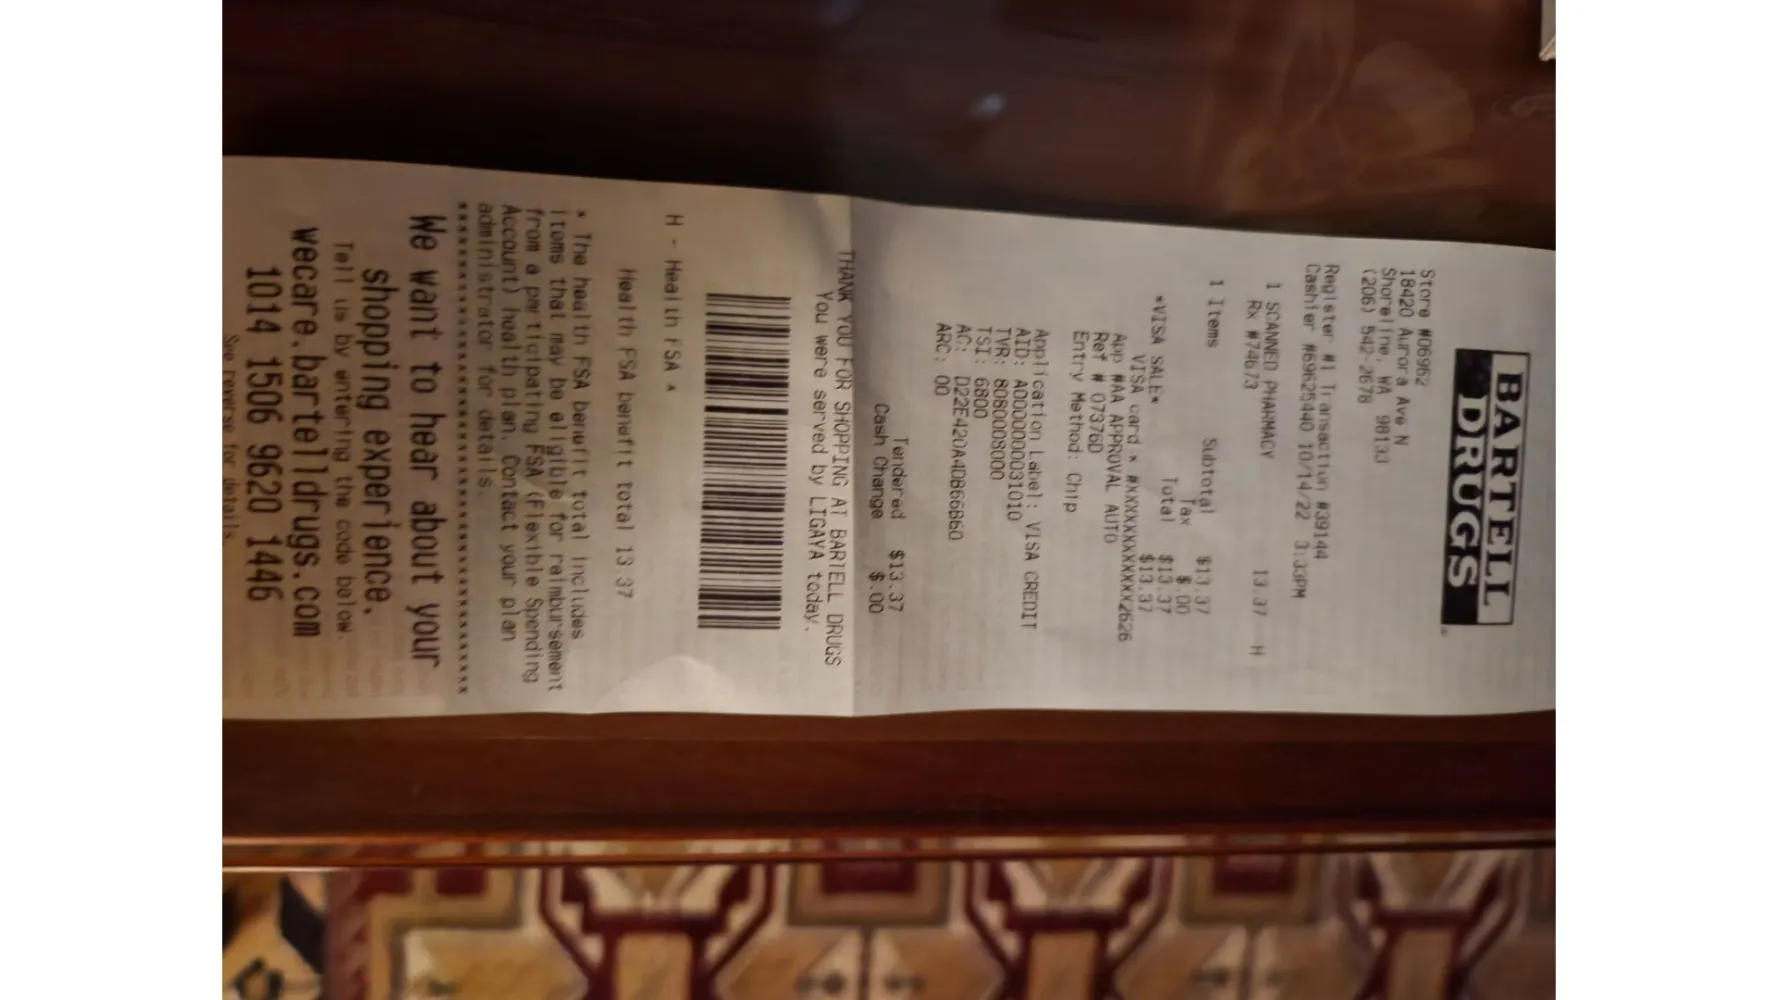 BARTELL
DRUGS
Store #06962
18420 Aurora Ave N
Shoreline, WA 98133
(206) 542-2678
Register #1 Transaction #39144
Cashier #69625440 10/14/22 3:33PM
1 SCANNED PHARMACY 13.37 H
Rx #74673
1 Items Subtotal $13.37
Tax $.00
Total $13.37
*VISA SALE* $13.37
VISA card * #XXXXXXXXXXXX2626
App #AA APPROVAL AUTO
Ref # 07376D
Entry Method: Chip
Application Label: VISA CREDIT
AID: A0000000031010
TVR: 8080008000
TSI: 6800
AC: D22E420A4DB66B60
ARC: 00
Tendered $13.37
Cash Change $.00
THANK YOU FOR SHOPPING AT BARTELL DRUGS
You were served by LIGAYA today.
H - Health FSA *
Health FSA benefit total 13.37
* The health FSA benefit total includes
items that may be eligible for reimbursement
from a participating FSA (Flexible Spending
Account) health plan. Contact your plan
administrator for details.
We want to hear about your
shopping experience.
Tell us by entering the code below.
wecare.bartelldrugs.com
1014 1506 9620 1446
See reverse for details.